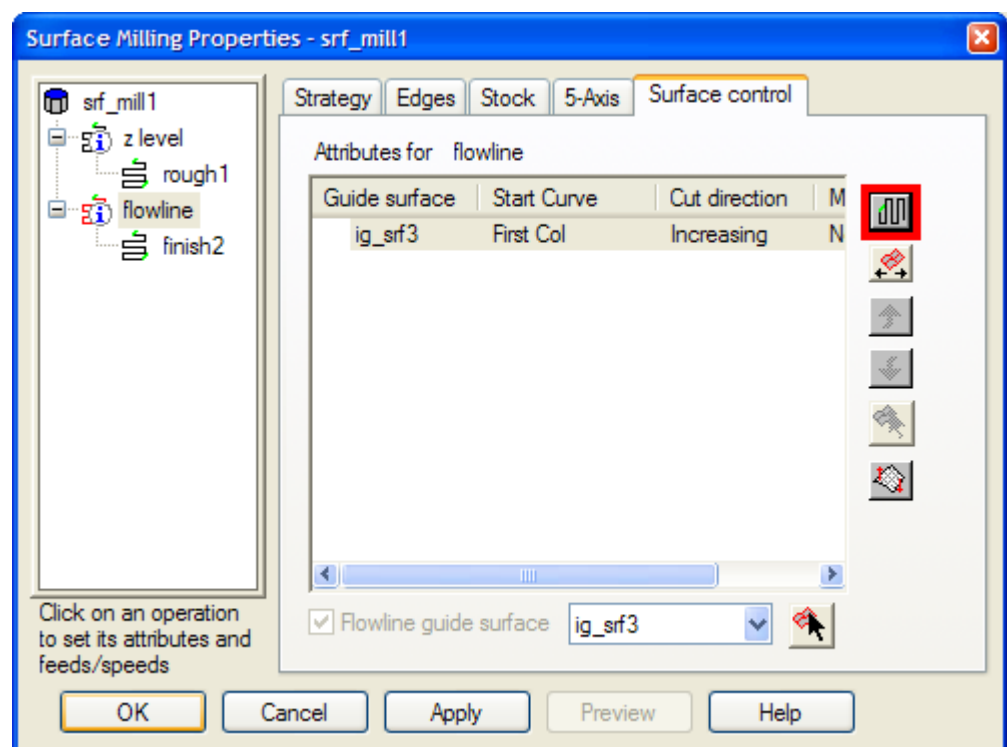 Surface Milling Properties - srf_mill1
srf_mill1
z level
rough1
flowline
finish2
Click on an operation
to set its attributes and
feeds/speeds
Strategy Edges Stock 5-Axis Surface control
Attributes for flowline
Guide surface Start Curve Cut direction M
ig_srf3 First Col Increasing N
Flowline guide surface ig_srf3
OK Cancel Apply Preview Help